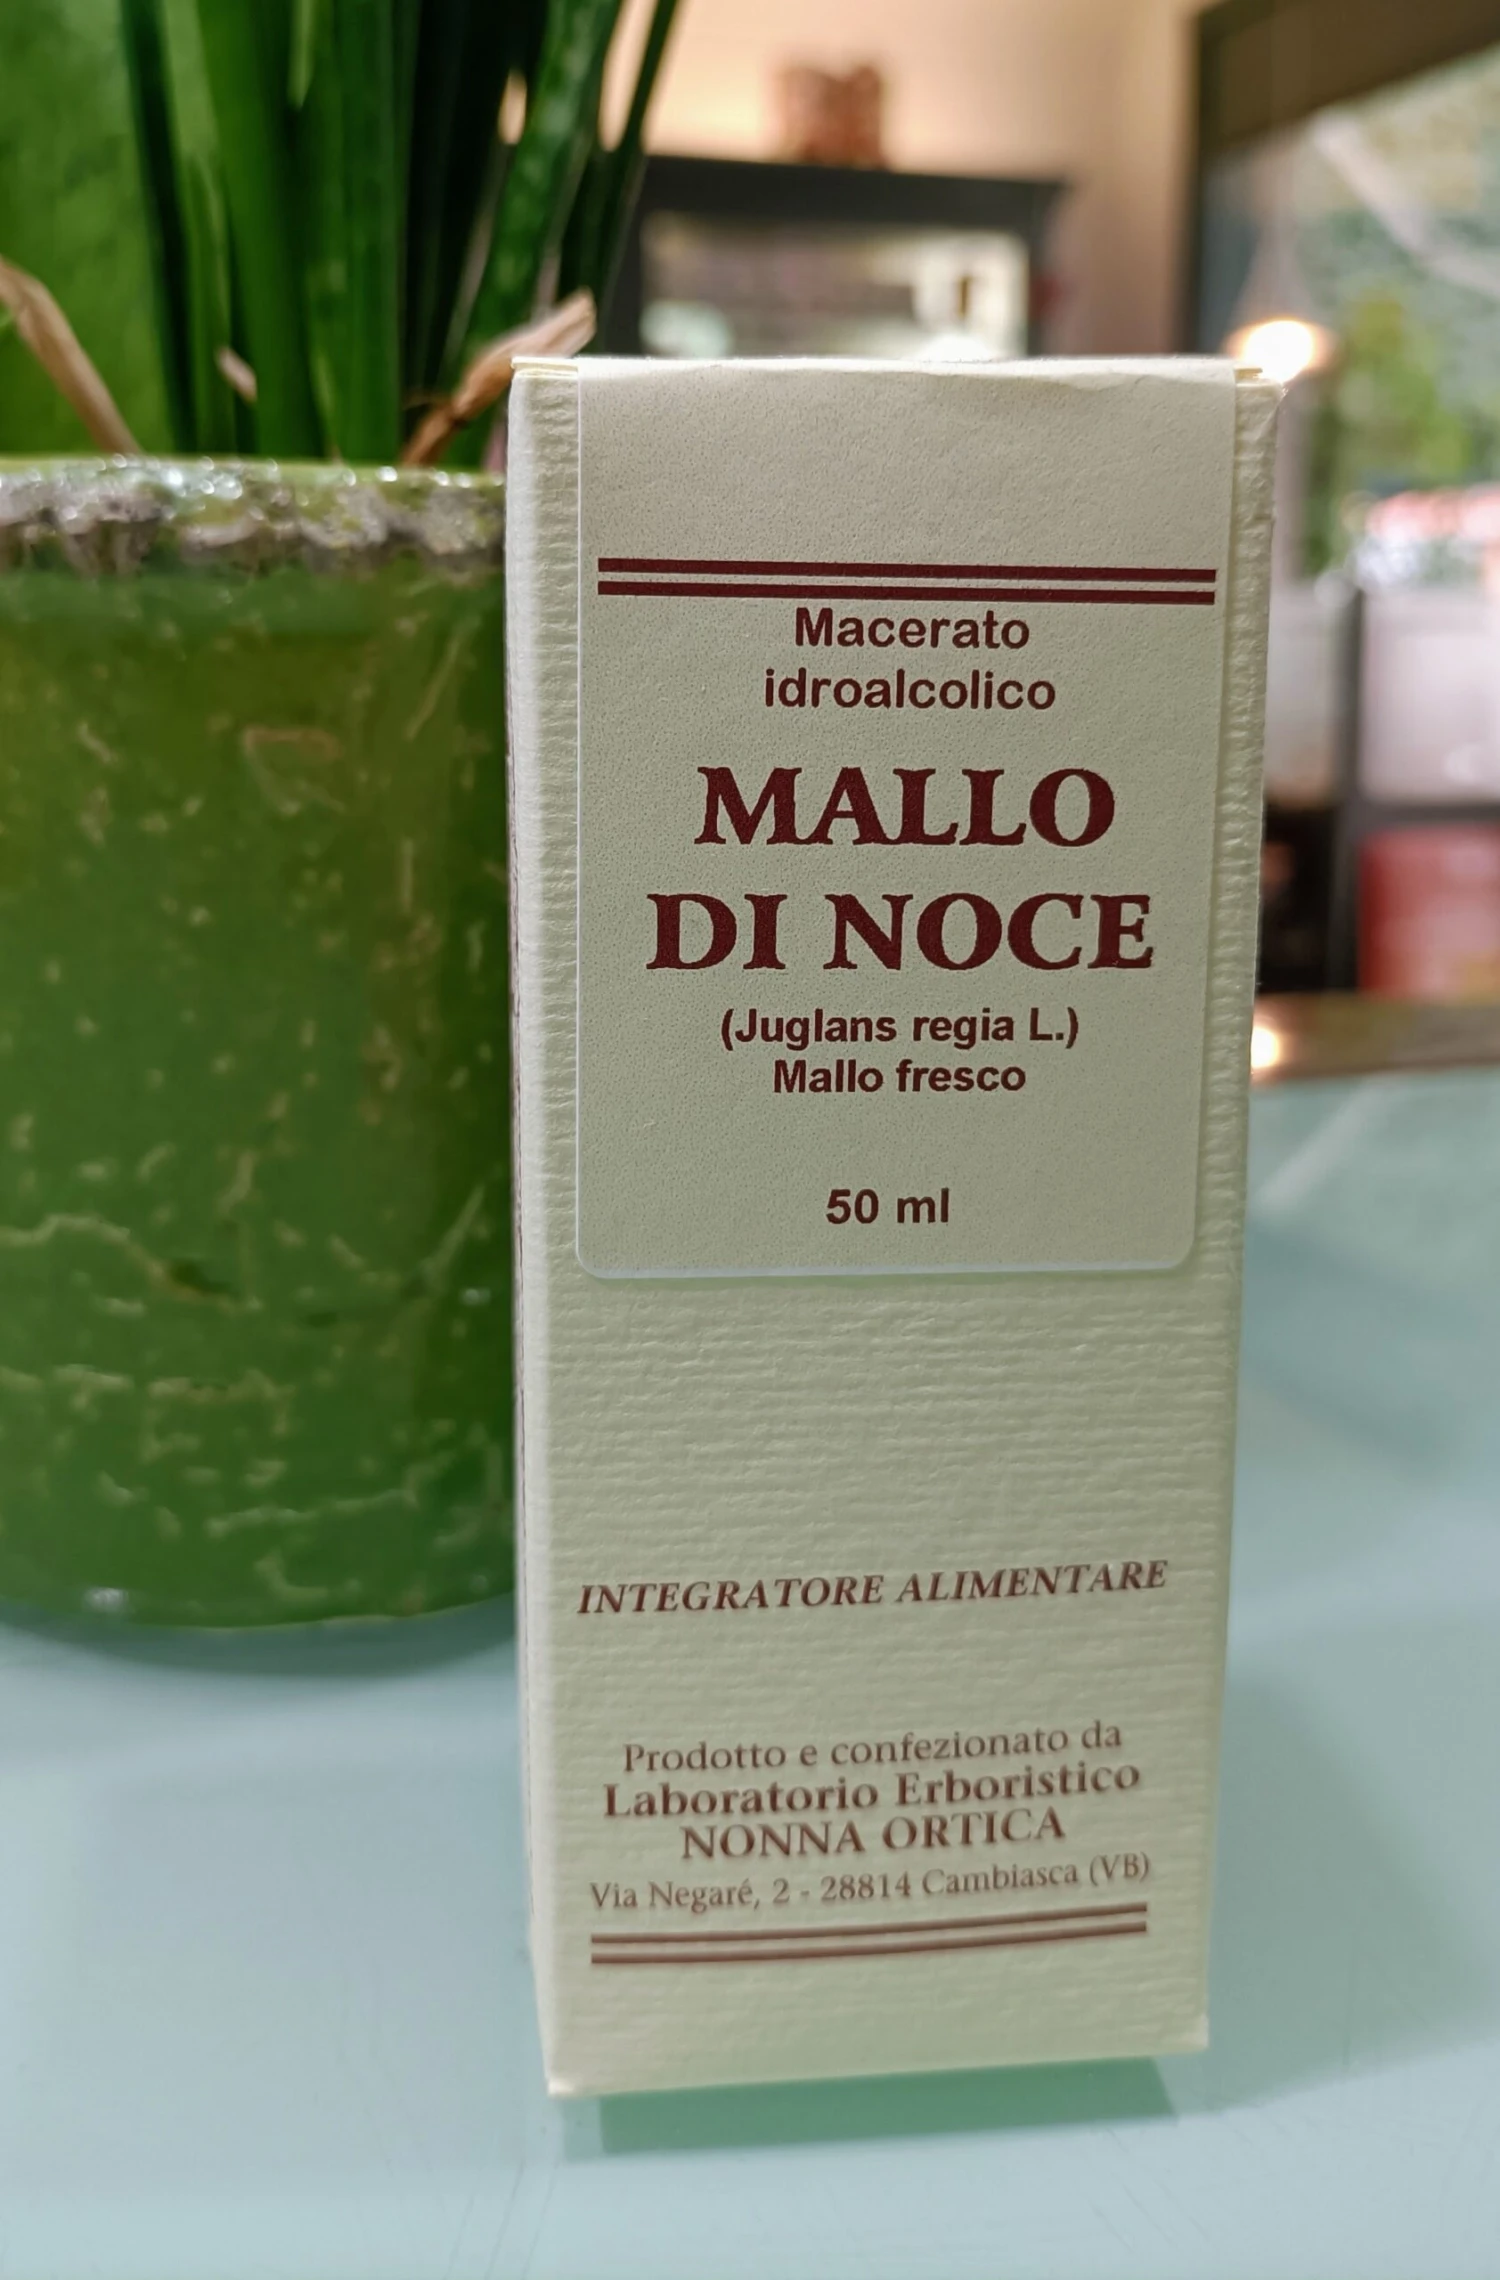 Macerato
idroalcolico
MALLO
DI NOCE
(Juglans regia L.)
Mallo fresco
50 ml
INTEGRATORE ALIMENTARE
Prodotto e confezionato da
Laboratorio Erboristico
NONNA ORTICA
Via Negaré, 2 - 28814 Cambiasca (VB)